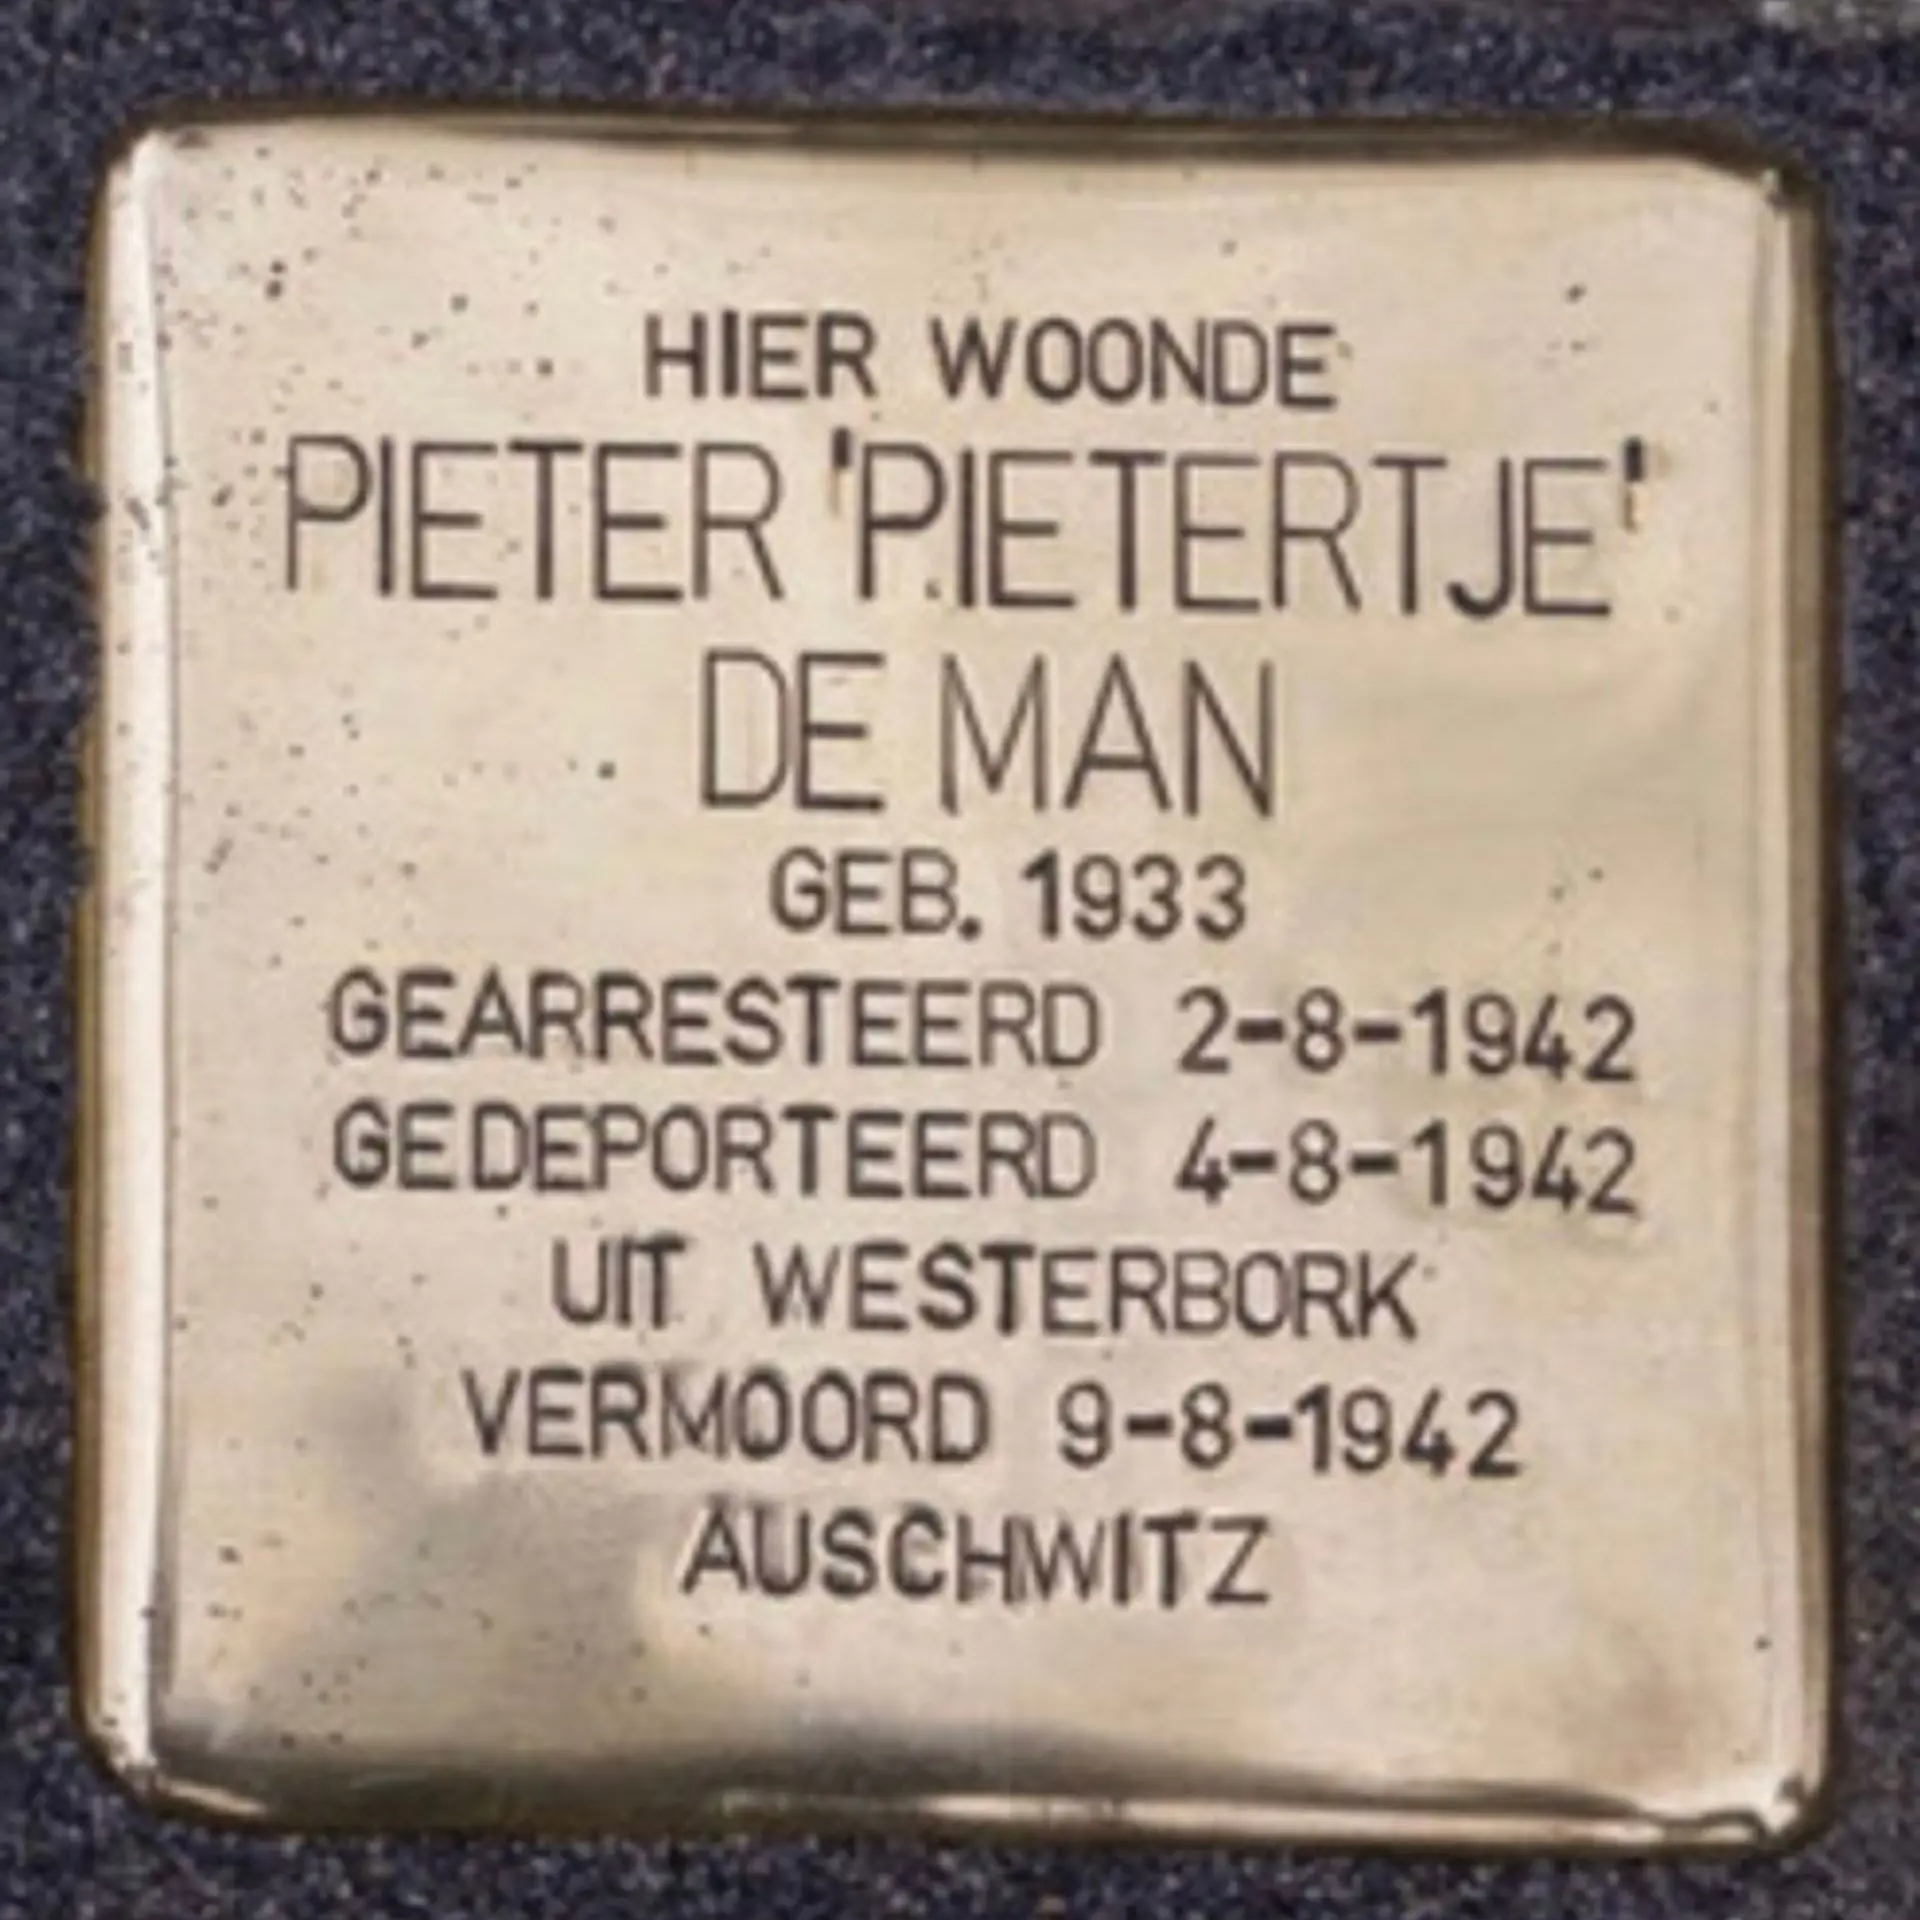 HIER WOONDE
PIETER 'PIETERTJE'
DE MAN
GEB. 1933
GEARRESTEERD 2-8-1942
GEDEPORTEERD 4-8-1942
UIT WESTERBORK
VERMOORD 9-8-1942
AUSCHWITZ